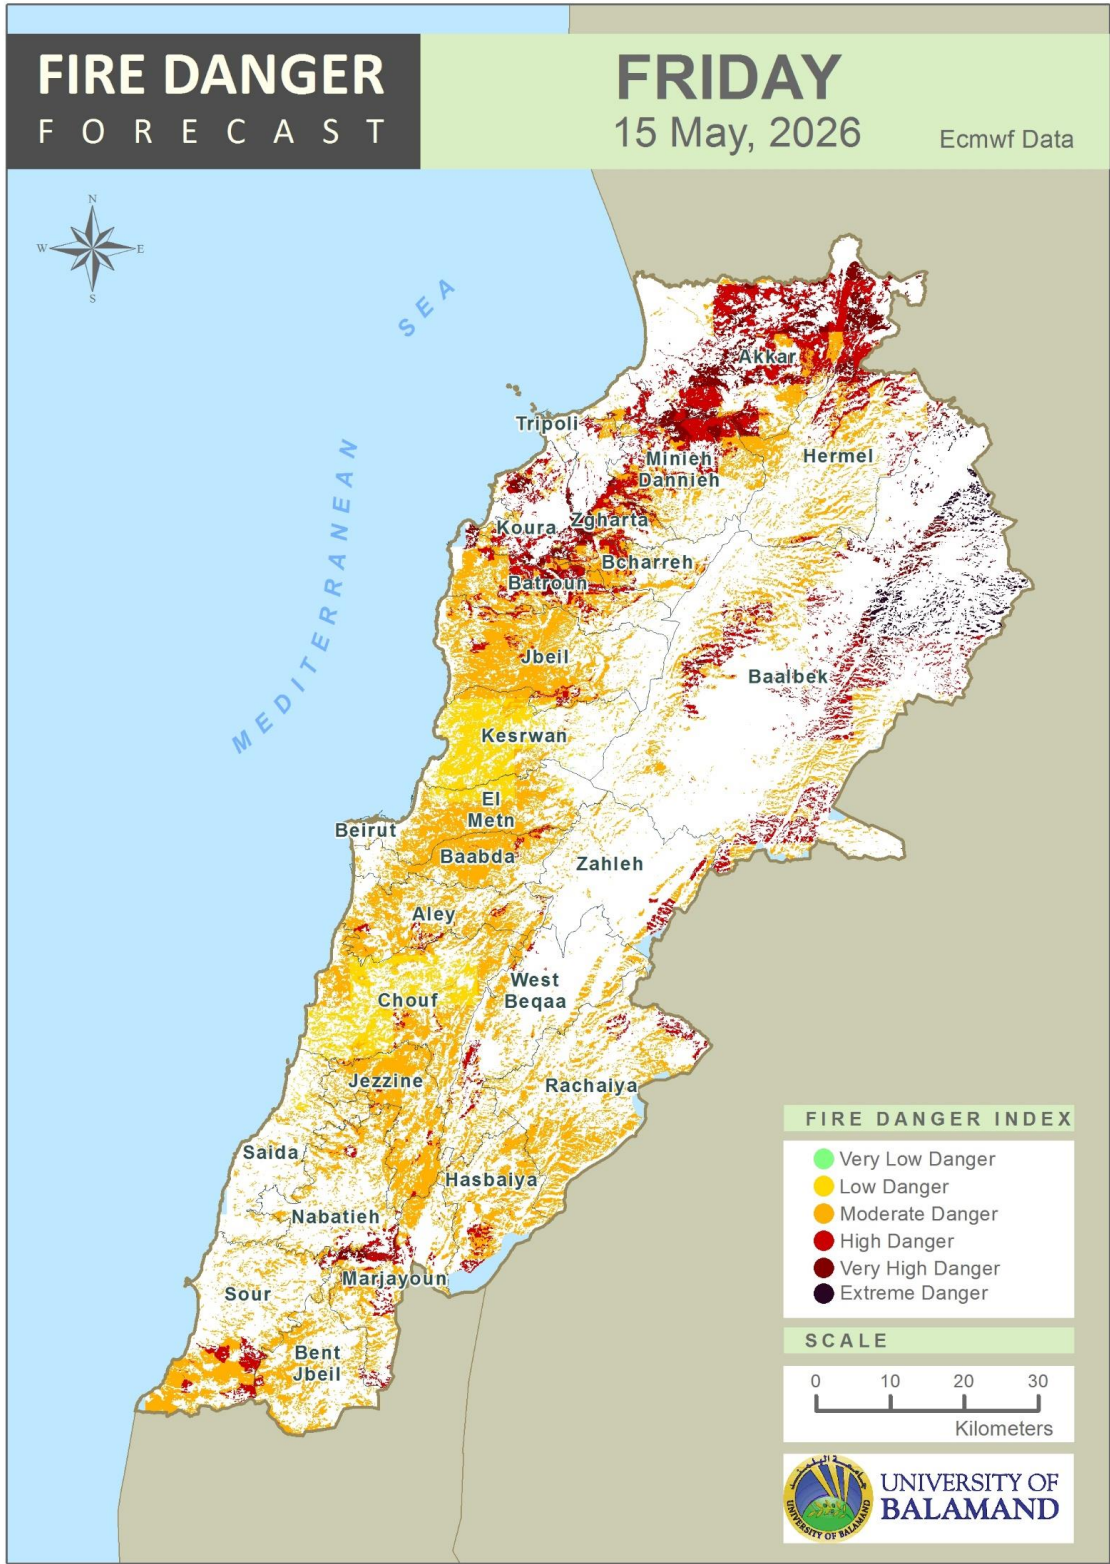 FIRE DANGER
FORECAST
FRIDAY
15 May, 2026
Ecmwf Data
N
W
E
S
SEA
MEDITERRANEAN
Akkar
Tripoli
Minieh
Dannieh
Hermel
Koura
Zgharta
Bcharreh
Batroun
Jbeil
Baalbek
Kesrwan
El
Metn
Beirut
Baabda
Zahleh
Aley
West
Beqaa
Chouf
Jezzine
Rachaiya
Saida
Hasbaiya
Nabatieh
Marjayoun
Sour
Bent
Jbeil
FIRE DANGER INDEX
Very Low Danger
Low Danger
Moderate Danger
High Danger
Very High Danger
Extreme Danger
SCALE
0 10 20 30
Kilometers
UNIVERSITY OF BALAMAND
UNIVERSITY OF
BALAMAND